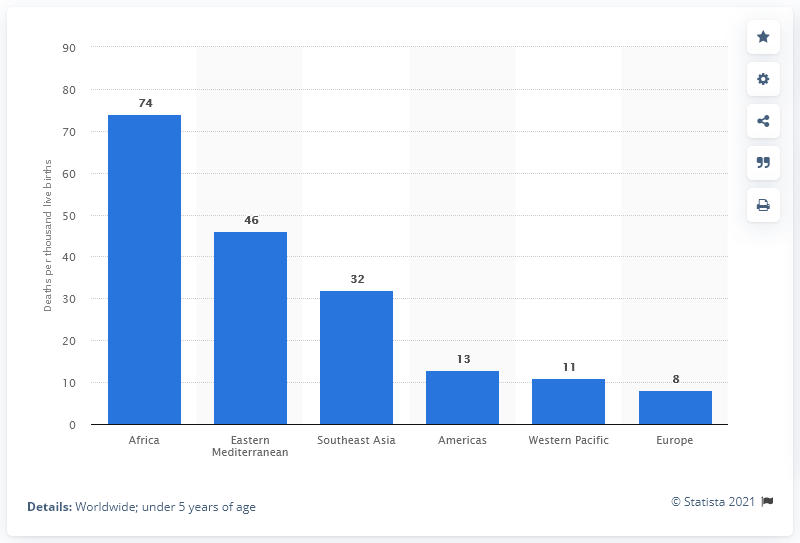 90
80
70
60
50
40
30
20
10
0
Deaths per thousand live births
74
46
32
13
11
8
Africa
Eastern
Mediterranean
Southeast Asia
Americas
Western Pacific
Europe
Details: Worldwide; under 5 years of age
© Statista 2021